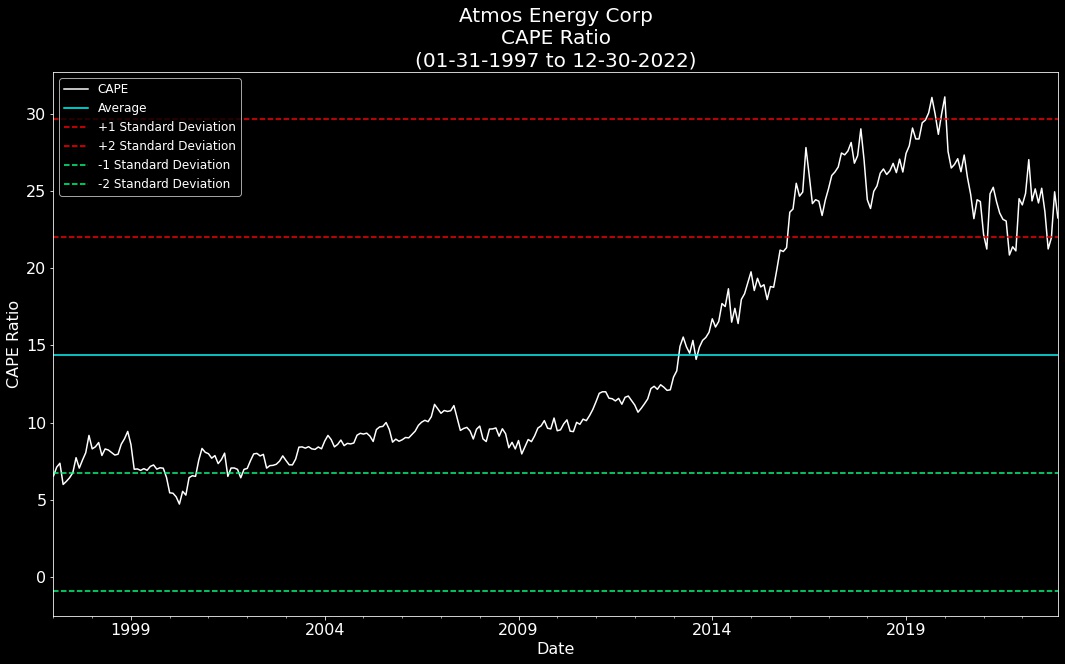 Atmos Energy Corp
CAPE Ratio
(01-31-1997 to 12-30-2022)
CAPE
Average
+1 Standard Deviation
+2 Standard Deviation
-1 Standard Deviation
-2 Standard Deviation
CAPE Ratio
30
25
20
15
10
5
0
1999
2004
2009
2014
2019
Date